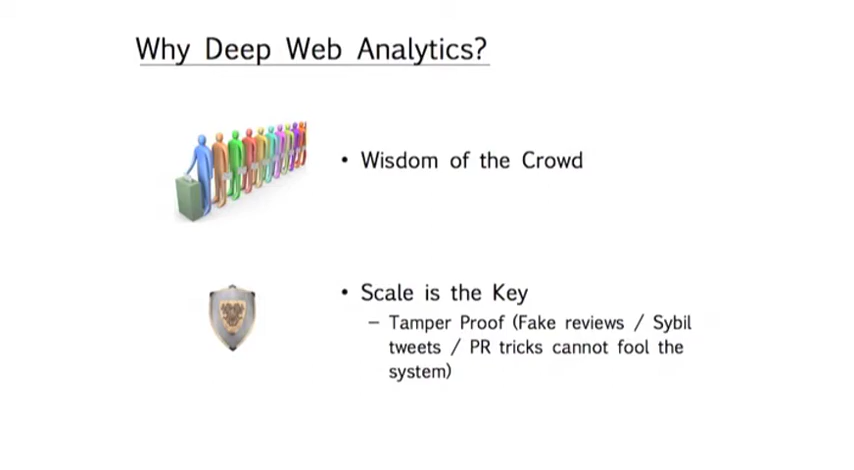 Why Deep Web Analytics?
• Wisdom of the Crowd
• Scale is the Key
– Tamper Proof (Fake reviews / Sybil
tweets / PR tricks cannot fool the
system)